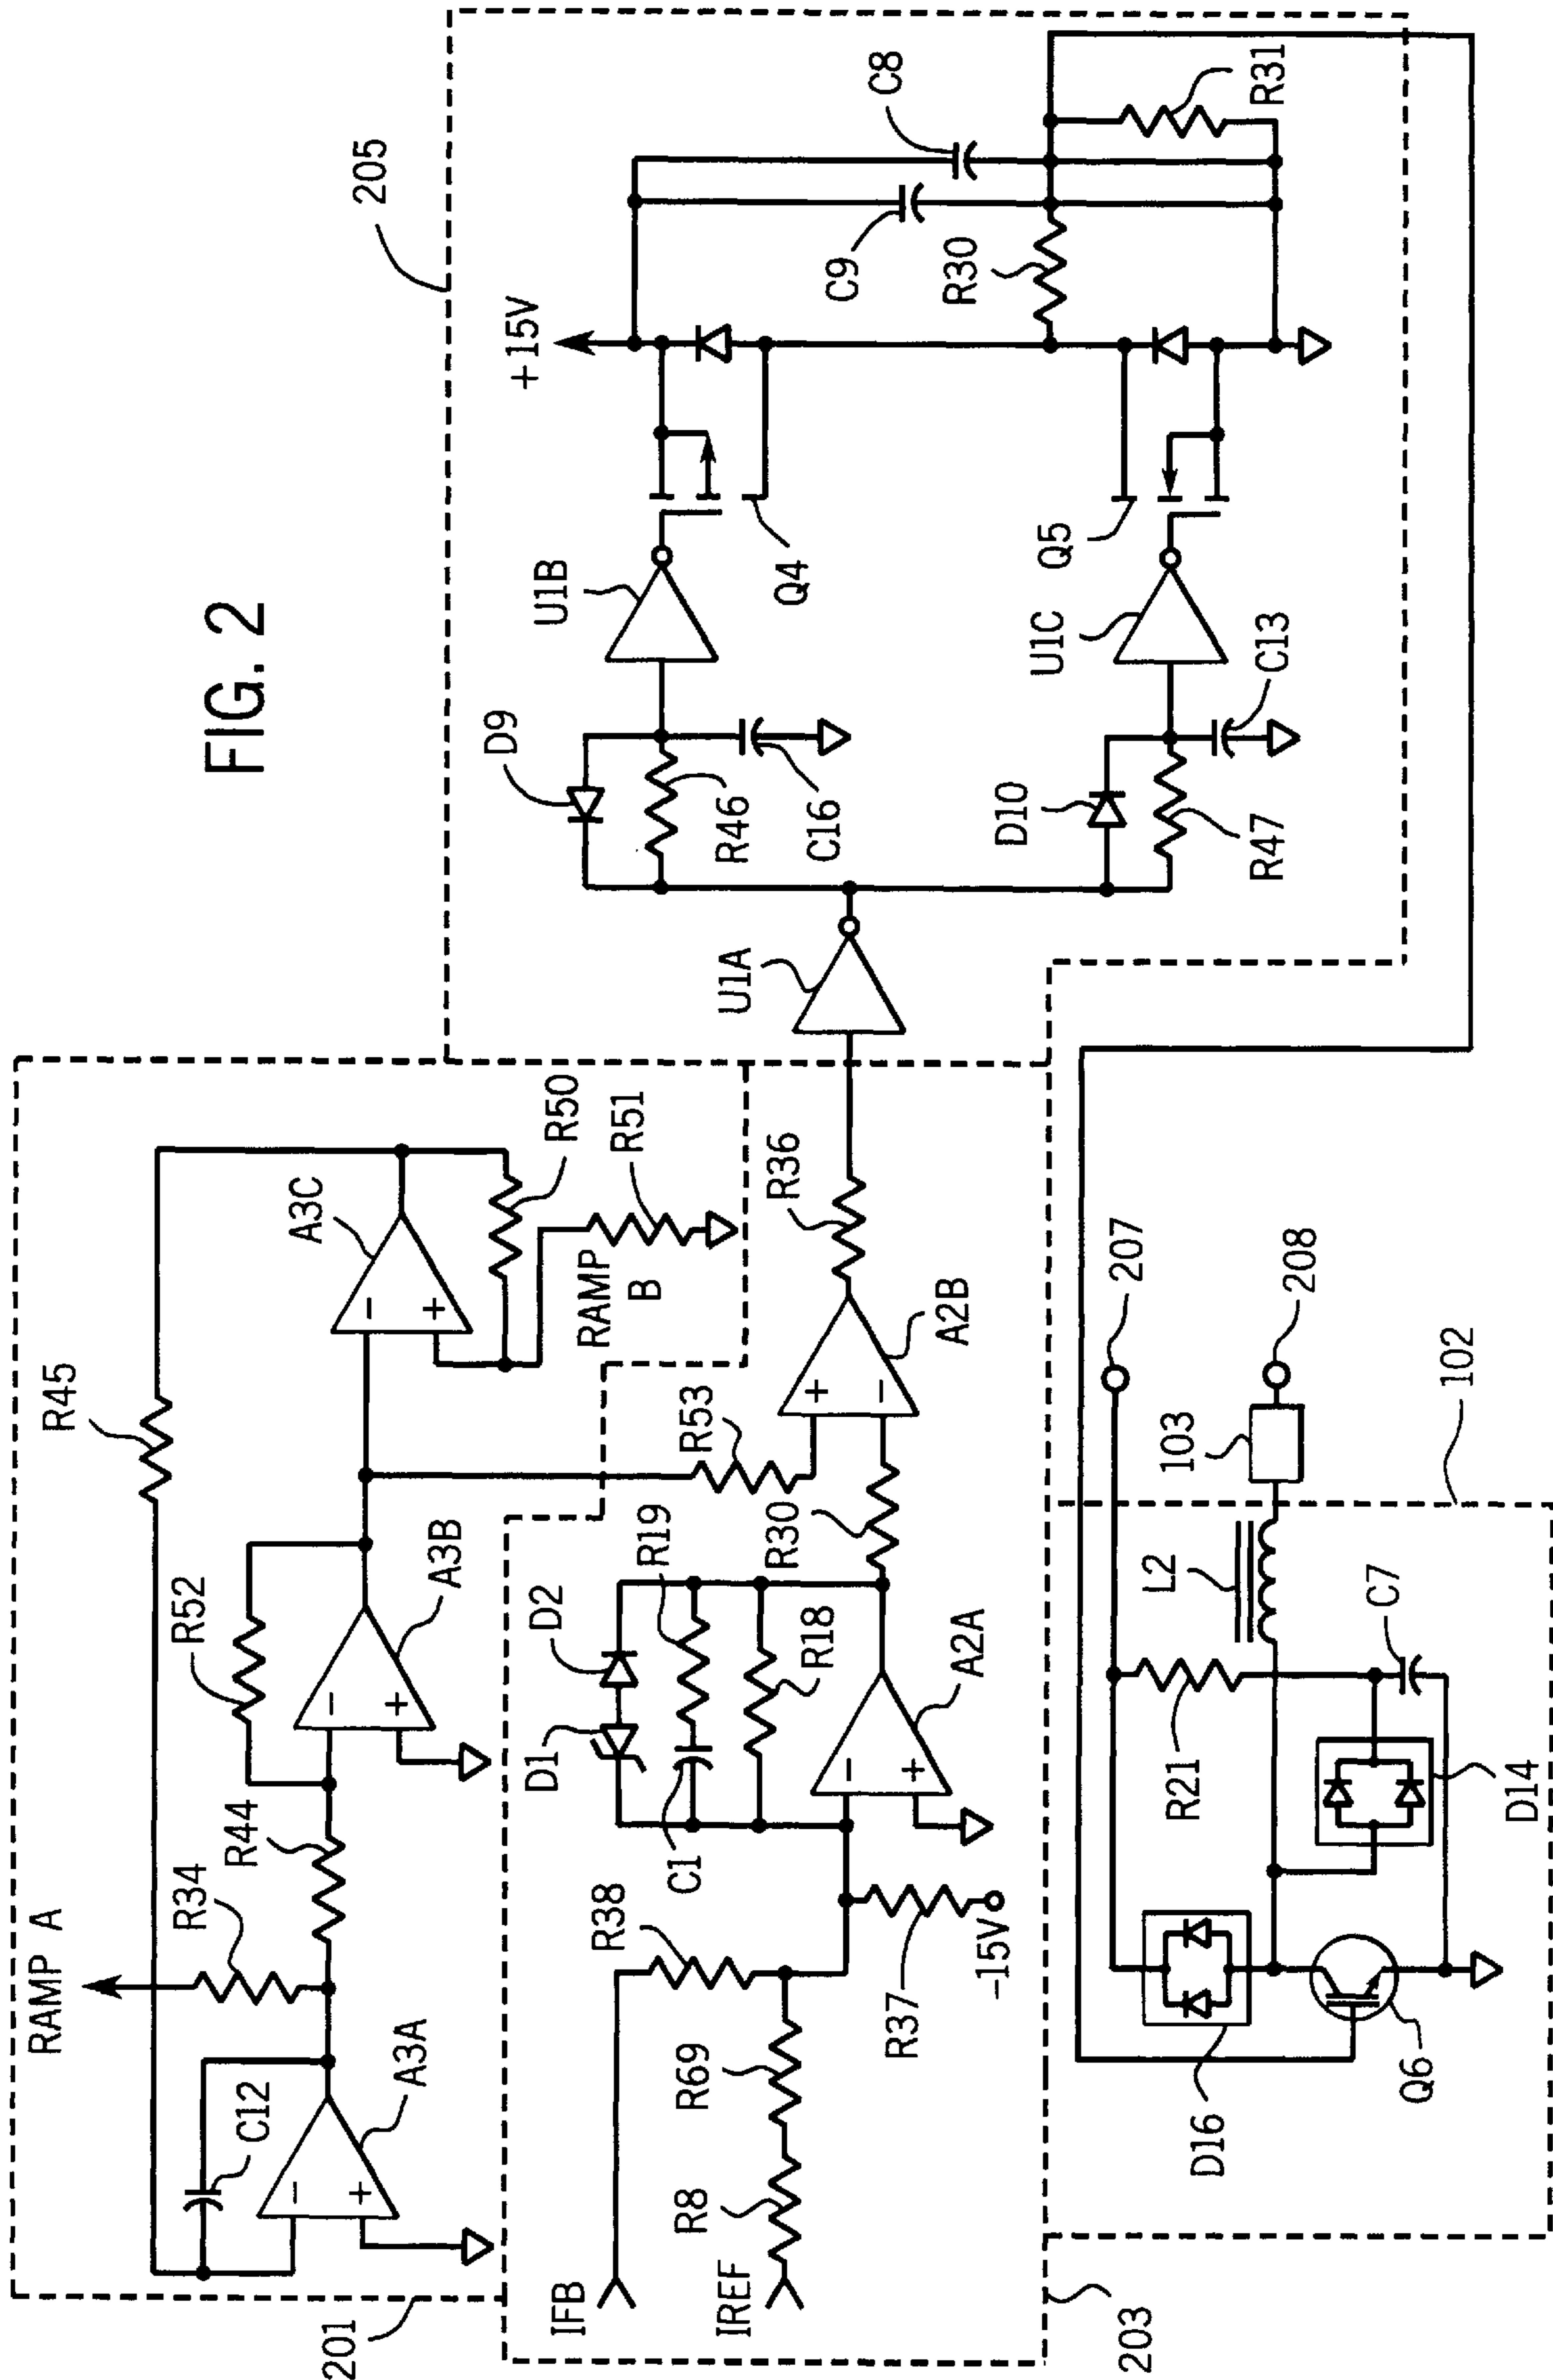 FIG. 2
205
+15V
C8
C9
R30
R31
U1B
Q4
D9
R46
C16
U1C
Q5
D10
R47
C13
U1A
RAMP A
R34
C12
A3A
R44
R52
A3B
R45
A3C
R50
R51
RAMP
B
201
R53
IFB
IREF
R38
R8
R69
R37
-15V
D1
D2
C1
R19
R18
A2A
R30
A2B
R36
203
207
208
103
102
L2
R21
C7
D14
D16
Q6
+
−
+
−
+
−
+
−
+
−